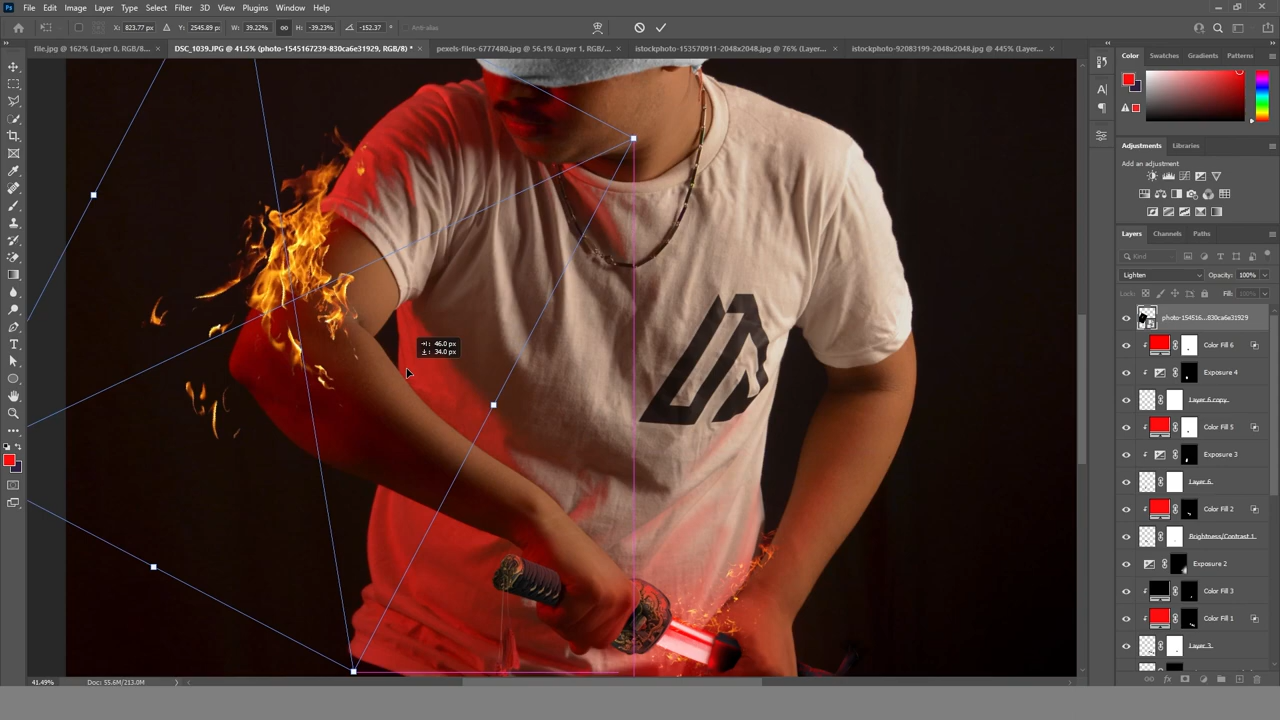 File Edit Image Layer Type Select Filter 3D View Plugins Window Help
X: 823.77 px Y: 2545.89 px W: 39.22% H: -39.23% -152.37 ° Anti-alias
file.jpg @ 162% (Layer 0, RGB/8... × DSC_1039.JPG @ 41.5% (photo-1545167239-830ca6e31929, RGB/8) * × pexels-files-6777480.jpg @ 56.1% (Layer 1, RGB/... × istockphoto-153570911-2048x2048.jpg @ 76% (Layer... × istockphoto-92083199-2048x2048.jpg @ 445% (Layer... ×
Color Swatches Gradients Patterns
Adjustments Libraries
Add an adjustment
Layers Channels Paths
Kind
Lighten Opacity: 100%
Lock: Fill: 100%
photo-154516...830ca6e31929
Color Fill 6
Exposure 4
Layer 6 copy
Color Fill 5
Exposure 3
Layer 6
Color Fill 2
Brightness/Contrast 1
Exposure 2
Color Fill 3
Color Fill 1
Layer 3
: 46.0 px
: 34.0 px
41.49% Doc: 55.6M/213.0M